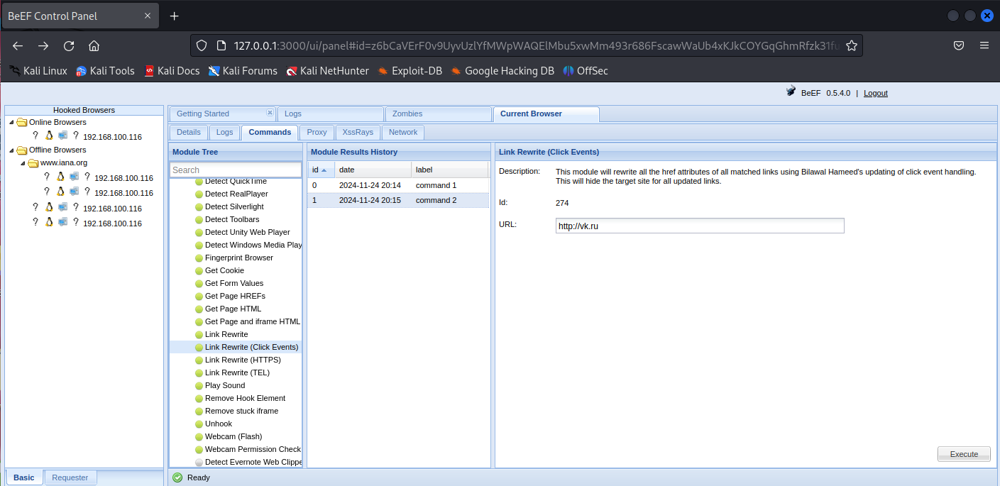 BeEF Control Panel
127.0.0.1:3000/ui/panel#id=z6bCaVErF0v9UyvUzlYfMWpWAQElMbu5xwMm493r686FscawWaUb4xKJkCOYGqGhmRfzk31fu
Kali Linux Kali Tools Kali Docs Kali Forums Kali NetHunter Exploit-DB Google Hacking DB OffSec
BeEF 0.5.4.0 | Logout
Hooked Browsers
Online Browsers
? ? 192.168.100.116
Offline Browsers
www.iana.org
? ? 192.168.100.116
? ? 192.168.100.116
? ? 192.168.100.116
? ? 192.168.100.116
Basic Requester
Getting Started Logs Zombies Current Browser
Details Logs Commands Proxy XssRays Network
Module Tree
Search
Detect QuickTime
Detect RealPlayer
Detect Silverlight
Detect Toolbars
Detect Unity Web Player
Detect Windows Media Play
Fingerprint Browser
Get Cookie
Get Form Values
Get Page HREFs
Get Page HTML
Get Page and iframe HTML
Link Rewrite
Link Rewrite (Click Events)
Link Rewrite (HTTPS)
Link Rewrite (TEL)
Play Sound
Remove Hook Element
Remove stuck iframe
Unhook
Webcam (Flash)
Webcam Permission Check
Detect Evernote Web Clippe
Module Results History
id date label
0 2024-11-24 20:14 command 1
1 2024-11-24 20:15 command 2
Link Rewrite (Click Events)
Description: This module will rewrite all the href attributes of all matched links using Bilawal Hameed's updating of click event handling.
This will hide the target site for all updated links.
Id: 274
URL: http://vk.ru
Execute
Ready